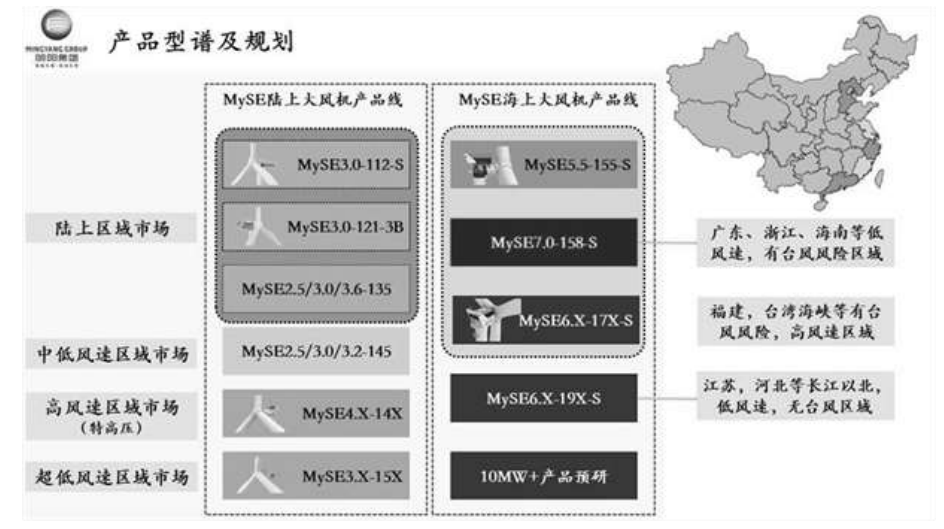 MINGYANG GROUP
明阳集团
产品型谱及规划
MySE陆上大风机产品线
MySE海上大风机产品线
MySE3.0-112-S
MySE5.5-155-S
陆上区域市场
MySE3.0-121-3B
MySE7.0-158-S
广东、浙江、海南等低
风速，有台风风险区域
MySE2.5/3.0/3.6-135
MySE6.X-17X-S
福建，台湾海峡等有台
风风险，高风速区域
中低风速区域市场
MySE2.5/3.0/3.2-145
高风速区域市场
(特高压)
MySE4.X-14X
MySE6.X-19X-S
江苏，河北等长江以北，
低风速，无台风区域
超低风速区域市场
MySE3.X-15X
10MW+产品预研